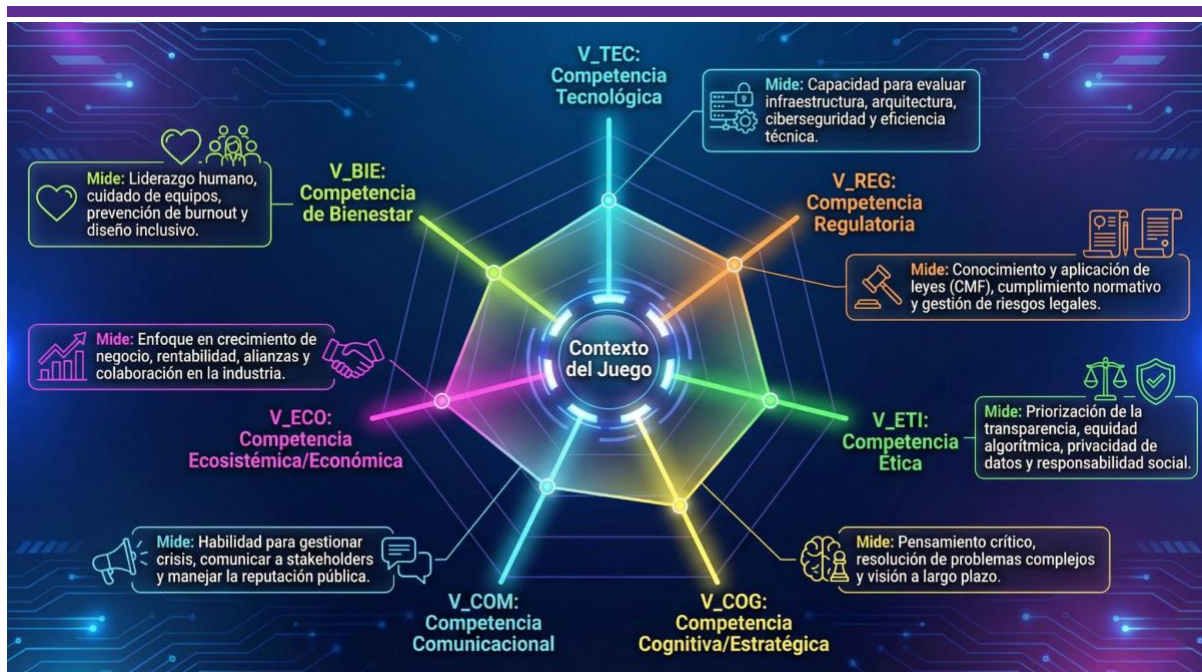 V_TEC:
Competencia
Tecnológica
Mide: Capacidad para evaluar
infraestructura, arquitectura,
ciberseguridad y eficiencia
técnica.
V_BIE:
Competencia
de Bienestar
Mide: Liderazgo humano,
cuidado de equipos,
prevención de burnout y
diseño inclusivo.
V_REG:
Competencia
Regulatoria
Mide: Conocimiento y aplicación de
leyes (CMF), cumplimiento normativo
y gestión de riesgos legales.
Contexto
del Juego
Mide: Enfoque en crecimiento de
negocio, rentabilidad, alianzas y
colaboración en la industria.
V_ECO:
Competencia
Ecosistémica/Económica
V_ETI:
Competencia
Ética
Mide: Priorización de la
transparencia, equidad
algorítmica, privacidad de
datos y responsabilidad social.
Mide: Habilidad para gestionar
crisis, comunicar a stakeholders
y manejar la reputación pública.
V_COM:
Competencia
Comunicacional
V_COG:
Competencia
Cognitiva/Estratégica
Mide: Pensamiento crítico,
resolución de problemas complejos
y visión a largo plazo.